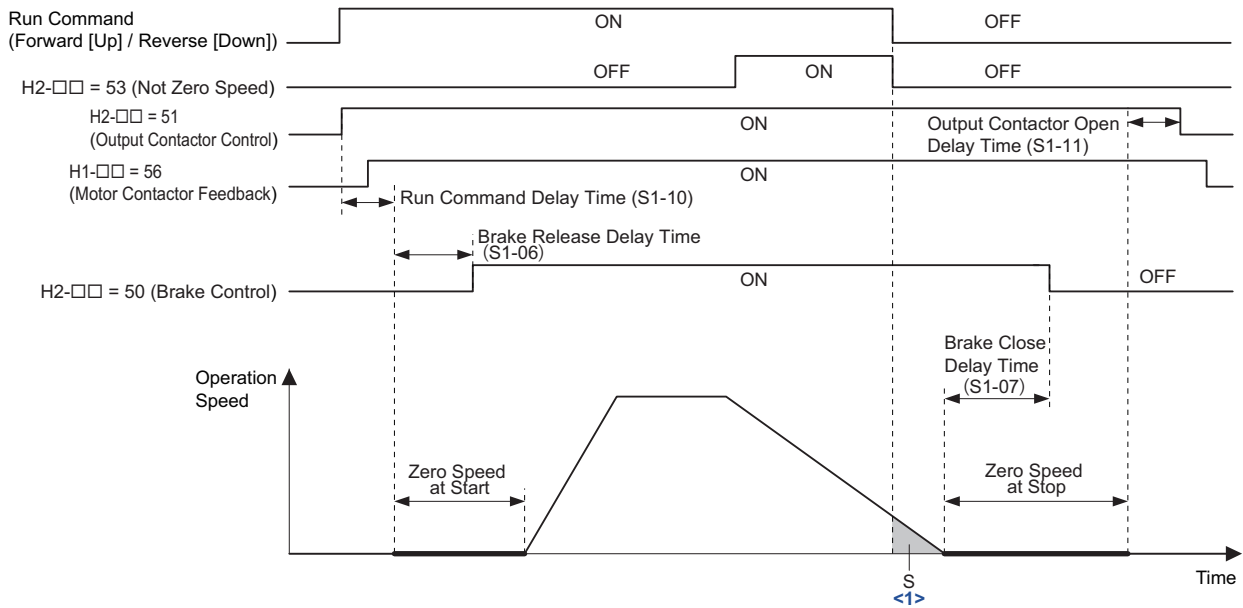 Run Command
(Forward [Up] / Reverse [Down])
ON
OFF
H2-□□ = 53 (Not Zero Speed)
OFF
ON
OFF
H2-□□ = 51
(Output Contactor Control)
ON
Output Contactor Open
Delay Time (S1-11)
H1-□□ = 56
(Motor Contactor Feedback)
ON
Run Command Delay Time (S1-10)
Brake Release Delay Time
(S1-06)
H2-□□ = 50 (Brake Control)
ON
OFF
Brake Close
Delay Time
(S1-07)
Operation
Speed
Zero Speed
at Start
Zero Speed
at Stop
S
<1>
Time